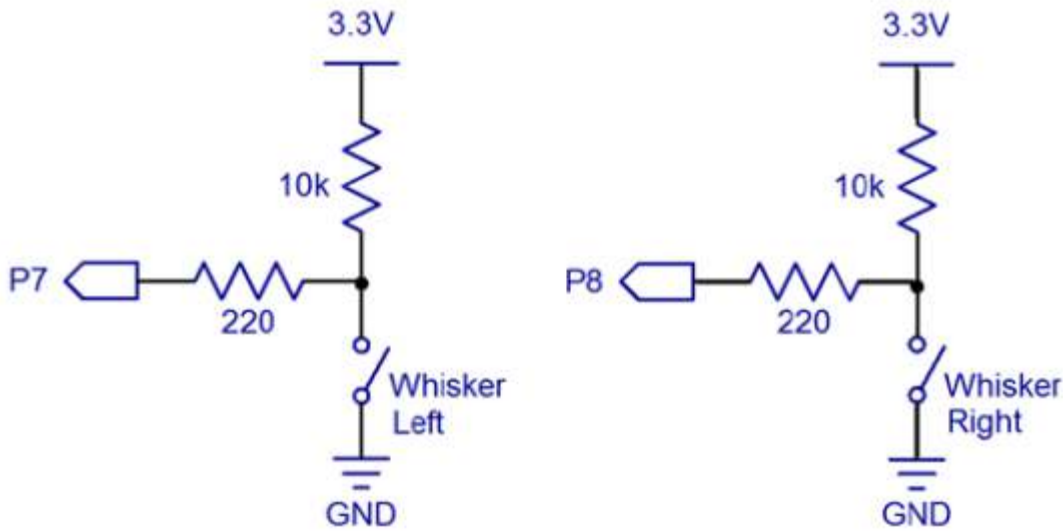 3.3V
10k
P7
220
Whisker
Left
GND
3.3V
10k
P8
220
Whisker
Right
GND